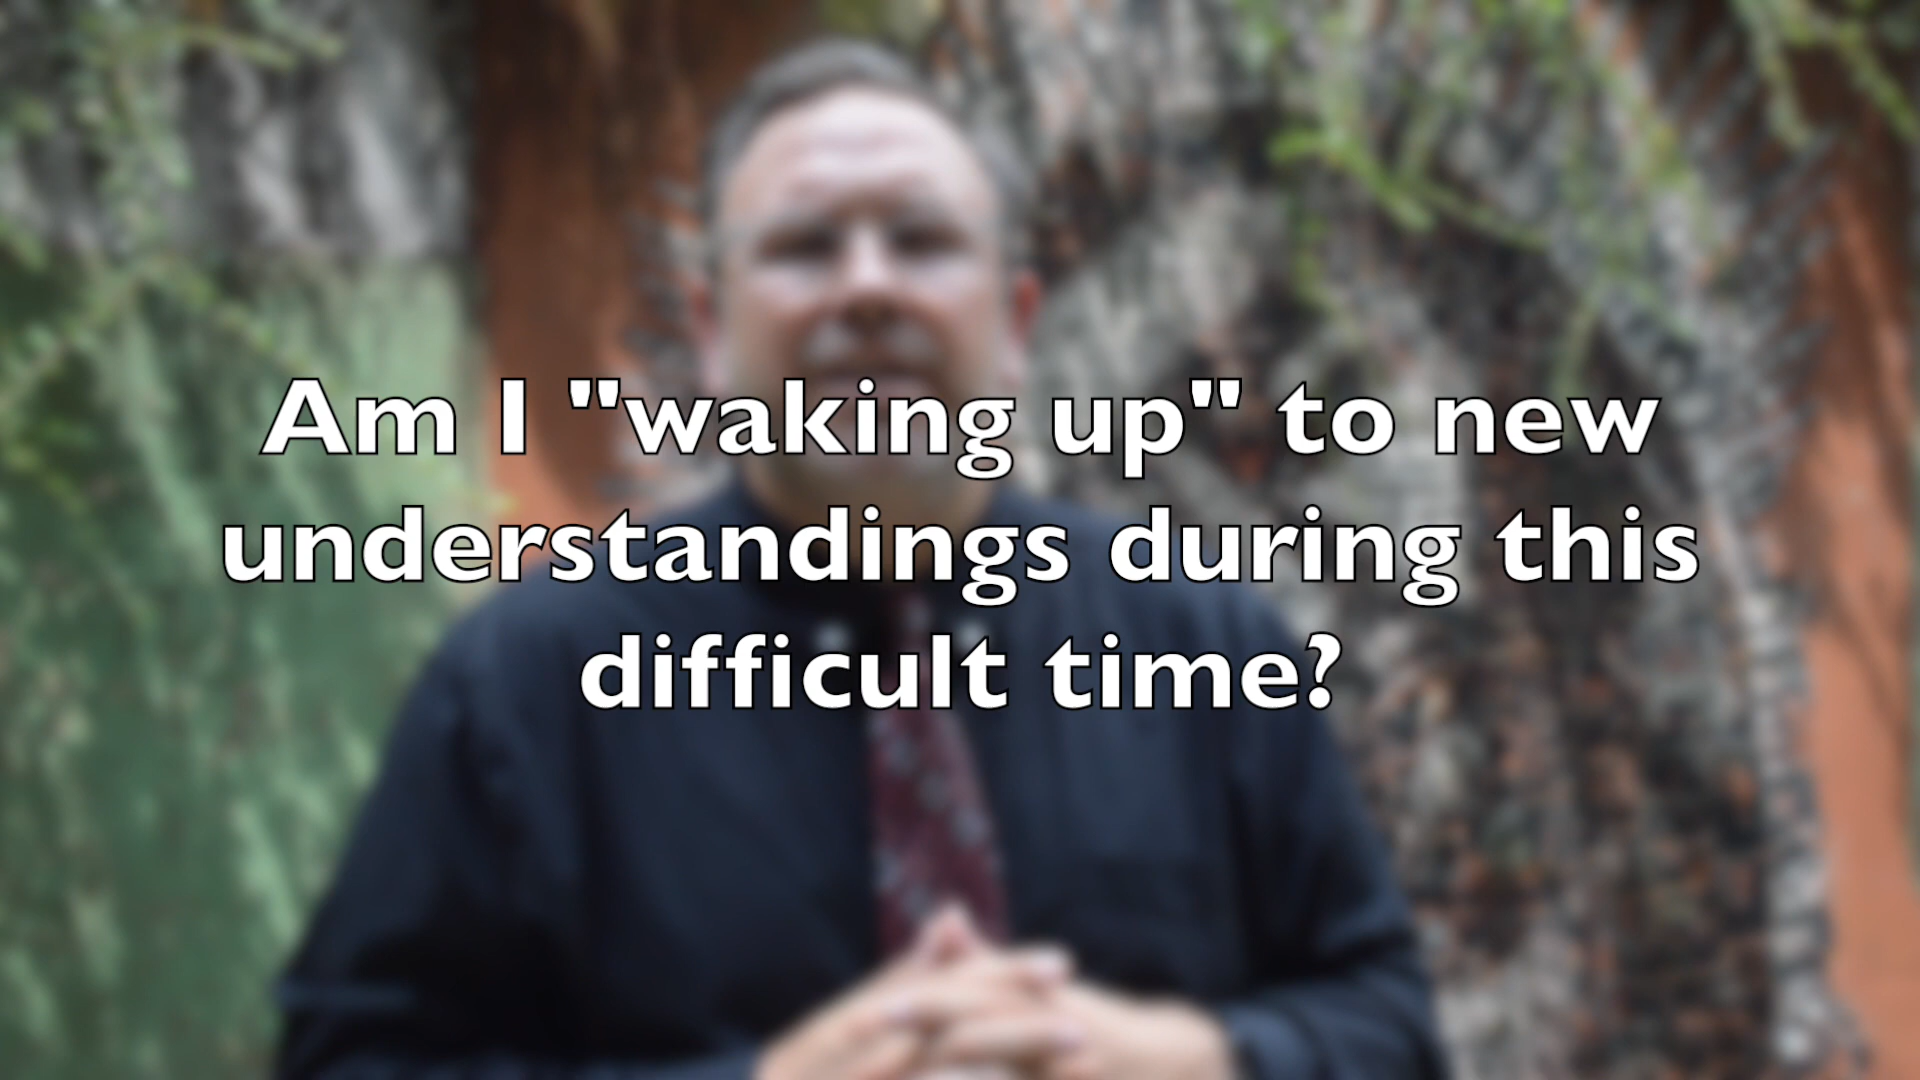 Am I "waking up" to new
understandings during this
difficult time?